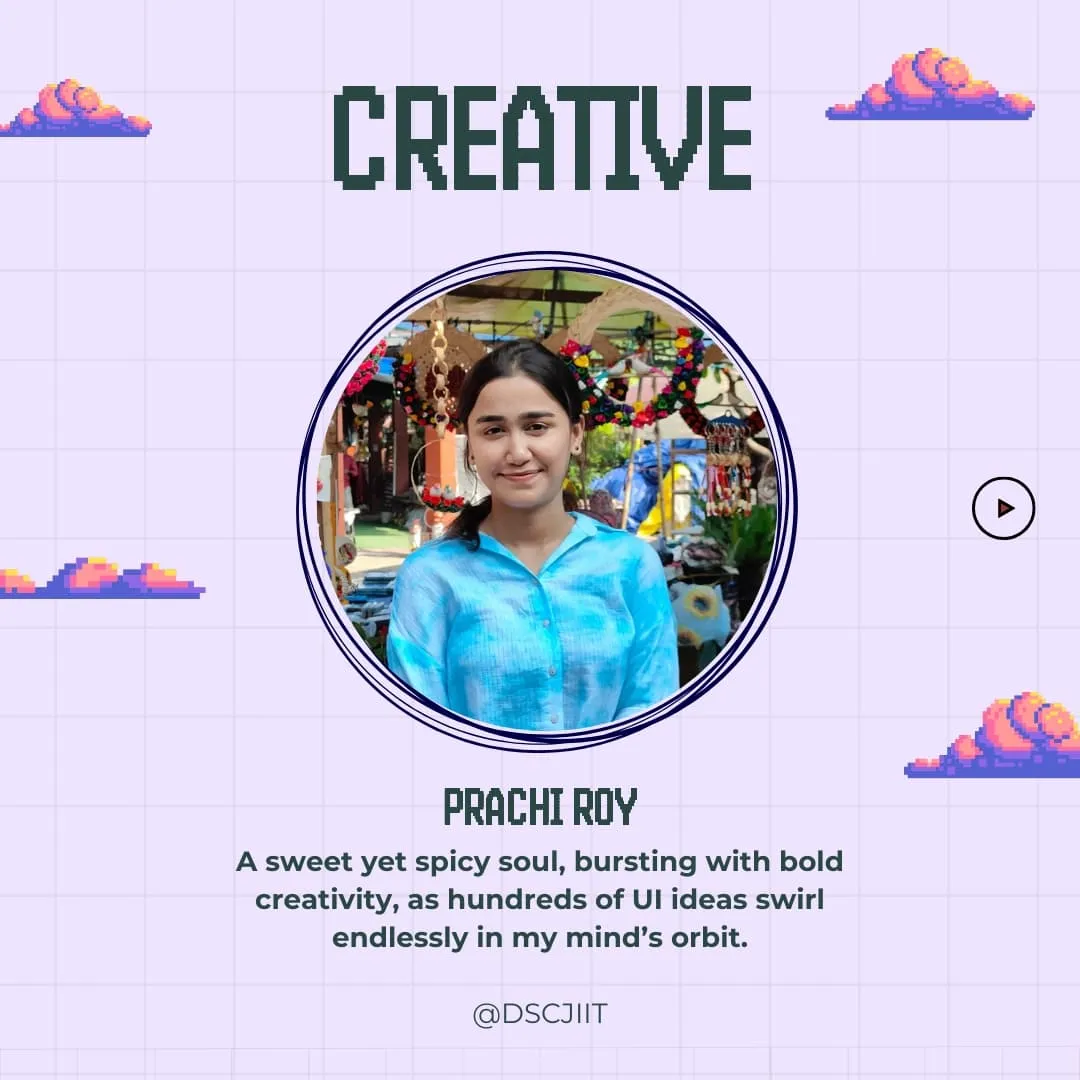 CREATIVE
PRACHI ROY
A sweet yet spicy soul, bursting with bold
creativity, as hundreds of UI ideas swirl
endlessly in my mind’s orbit.
@DSCJIIT